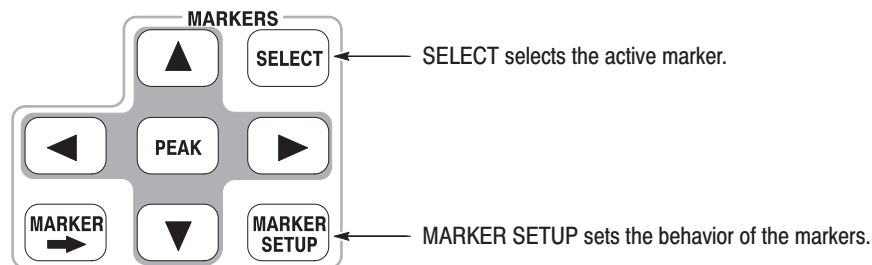 MARKERS
SELECT
SELECT selects the active marker.
PEAK
MARKER
MARKER
SETUP
MARKER SETUP sets the behavior of the markers.